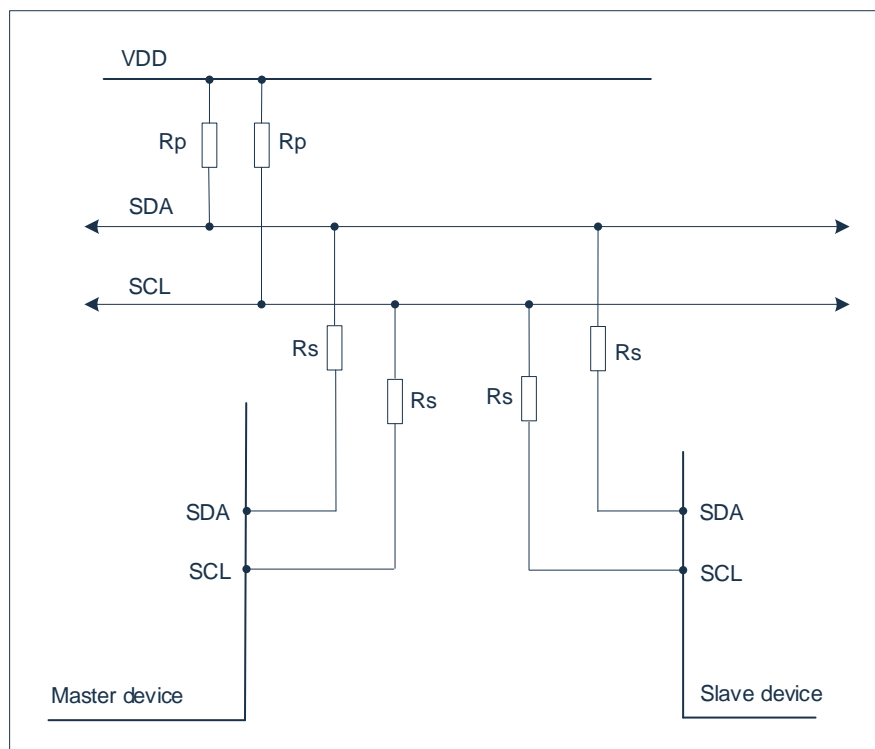 VDD
Rp
Rp
SDA
SCL
Rs
Rs
Rs
Rs
SDA
SDA
SCL
SCL
Master device
Slave device